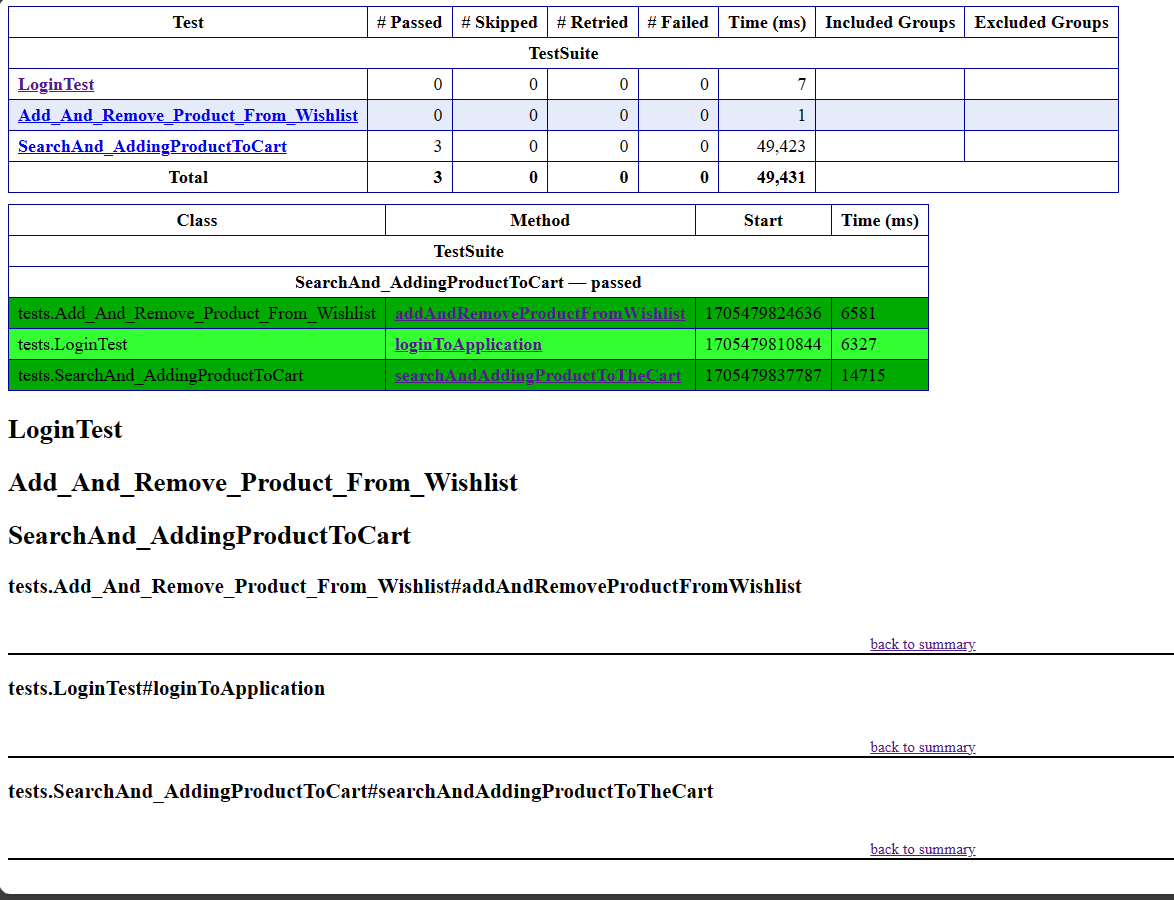 Test # Passed # Skipped # Retried # Failed Time (ms) Included Groups Excluded Groups
TestSuite
LoginTest 0 0 0 0 7
Add_And_Remove_Product_From_Wishlist 0 0 0 0 1
SearchAnd_AddingProductToCart 3 0 0 0 49,423
Total 3 0 0 0 49,431
Class Method Start Time (ms)
TestSuite
SearchAnd_AddingProductToCart — passed
tests.Add_And_Remove_Product_From_Wishlist addAndRemoveProductFromWishlist 1705479824636 6581
tests.LoginTest loginToApplication 1705479810844 6327
tests.SearchAnd_AddingProductToCart searchAndAddingProductToTheCart 1705479837787 14715
LoginTest
Add_And_Remove_Product_From_Wishlist
SearchAnd_AddingProductToCart
tests.Add_And_Remove_Product_From_Wishlist#addAndRemoveProductFromWishlist
back to summary
tests.LoginTest#loginToApplication
back to summary
tests.SearchAnd_AddingProductToCart#searchAndAddingProductToTheCart
back to summary